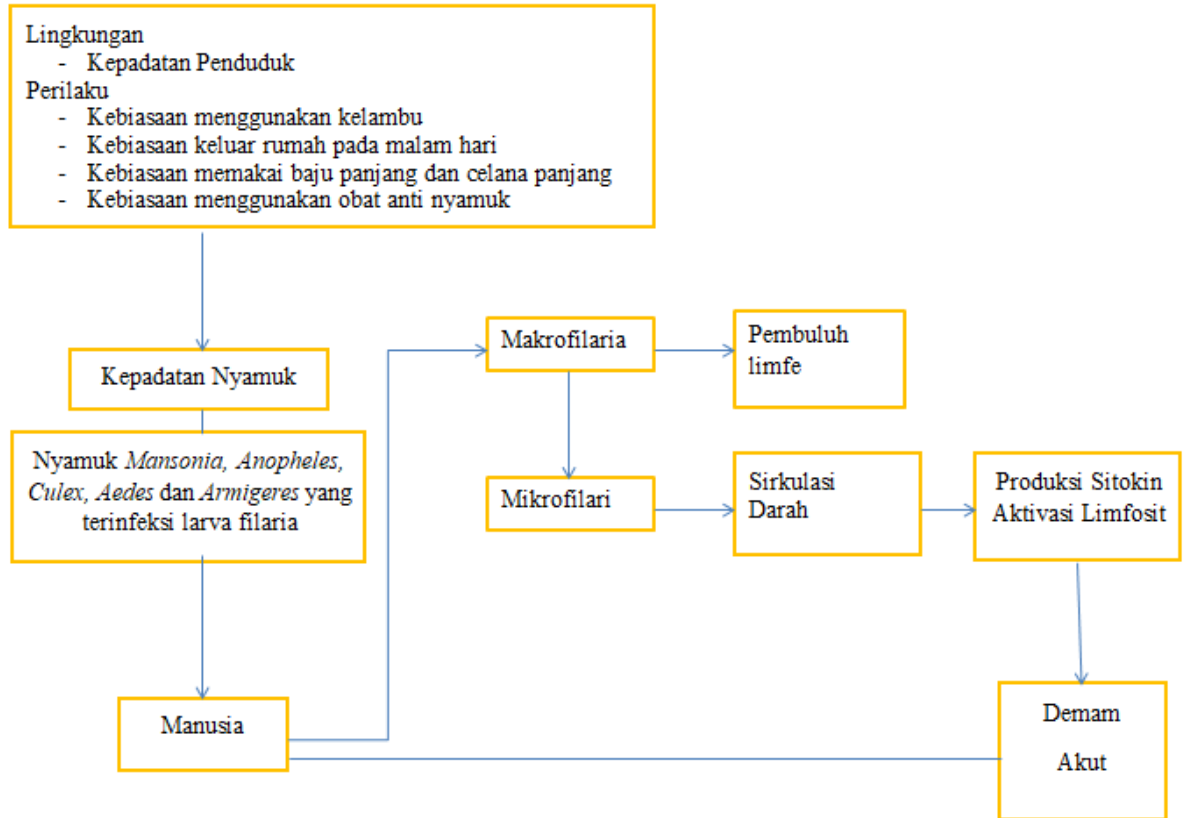 Lingkungan
- Kepadatan Penduduk
Perilaku
- Kebiasaan menggunakan kelambu
- Kebiasaan keluar rumah pada malam hari
- Kebiasaan memakai baju panjang dan celana panjang
- Kebiasaan menggunakan obat anti nyamuk
Kepadatan Nyamuk
Nyamuk Mansonia, Anopheles,
Culex, Aedes dan Armigeres yang
terinfeksi larva filaria
Manusia
Makrofilaria
Pembuluh
limfe
Mikrofilari
Sirkulasi
Darah
Produksi Sitokin
Aktivasi Limfosit
Demam
Akut